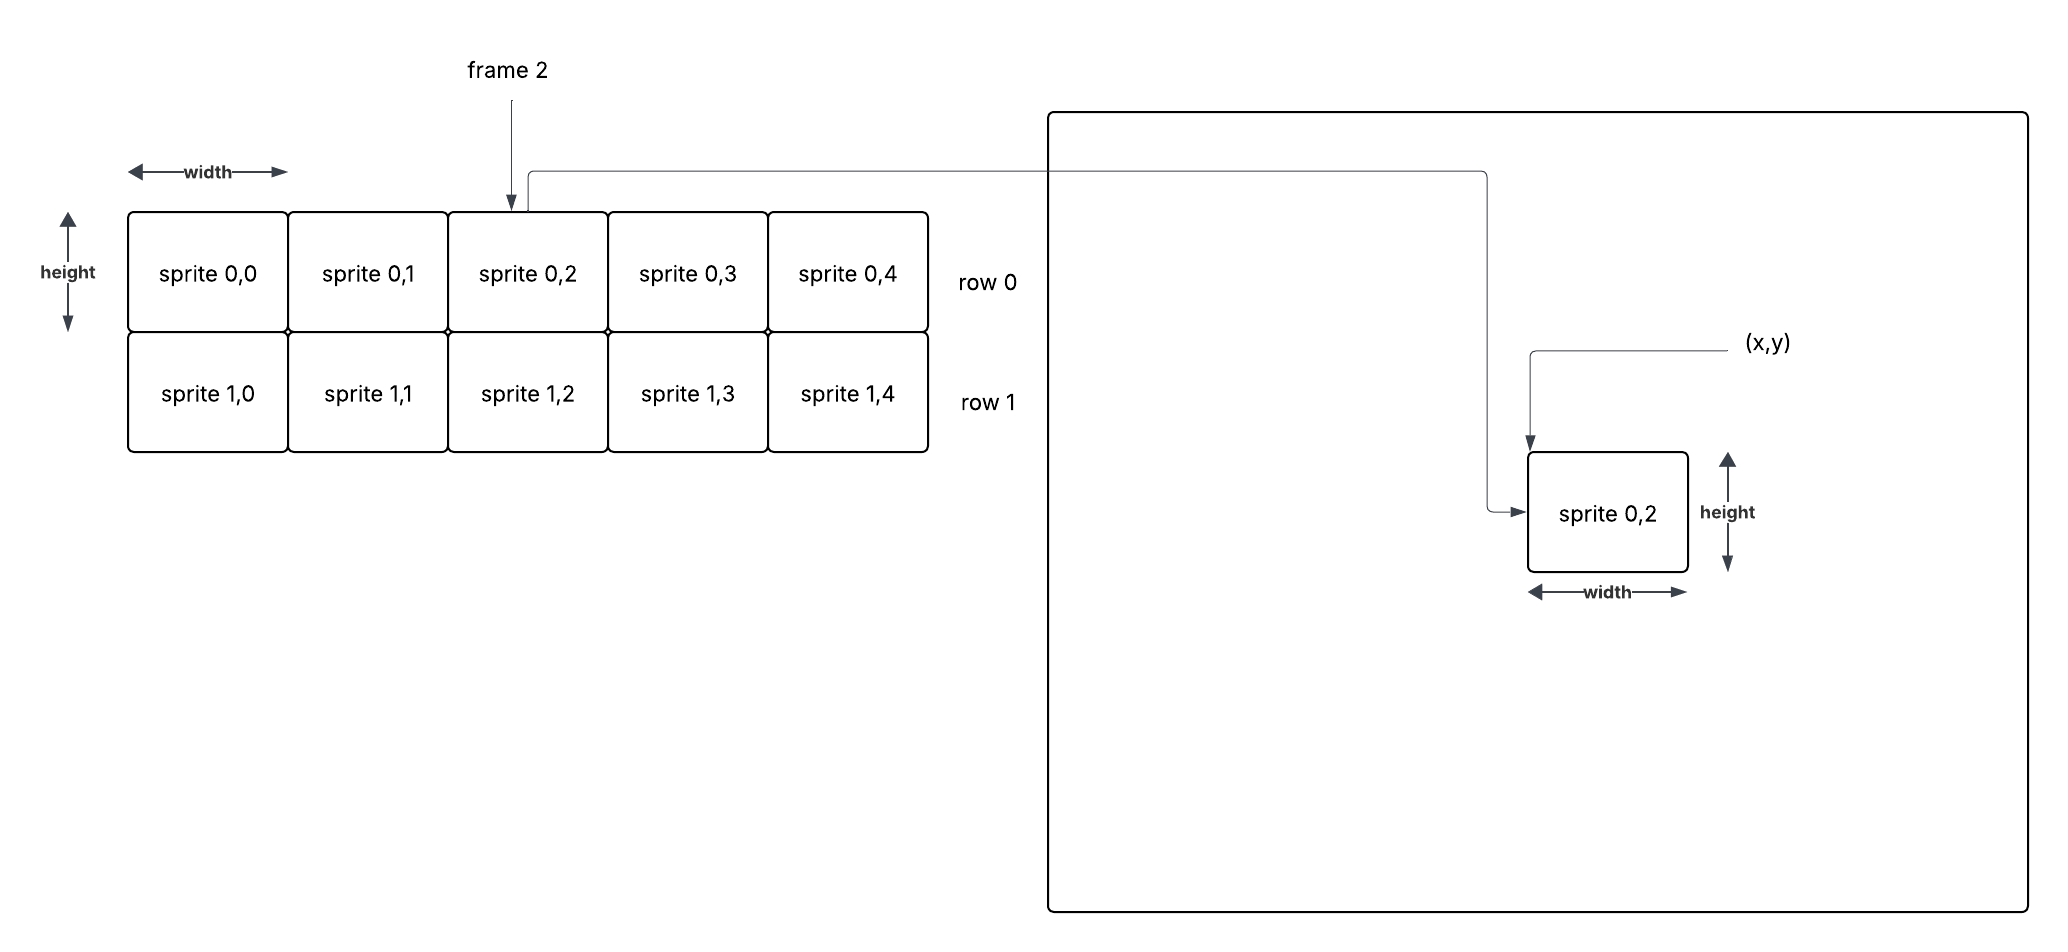 frame 2
width
height
sprite 0,0
sprite 0,1
sprite 0,2
sprite 0,3
sprite 0,4
row 0
sprite 1,0
sprite 1,1
sprite 1,2
sprite 1,3
sprite 1,4
row 1
(x,y)
sprite 0,2
height
width